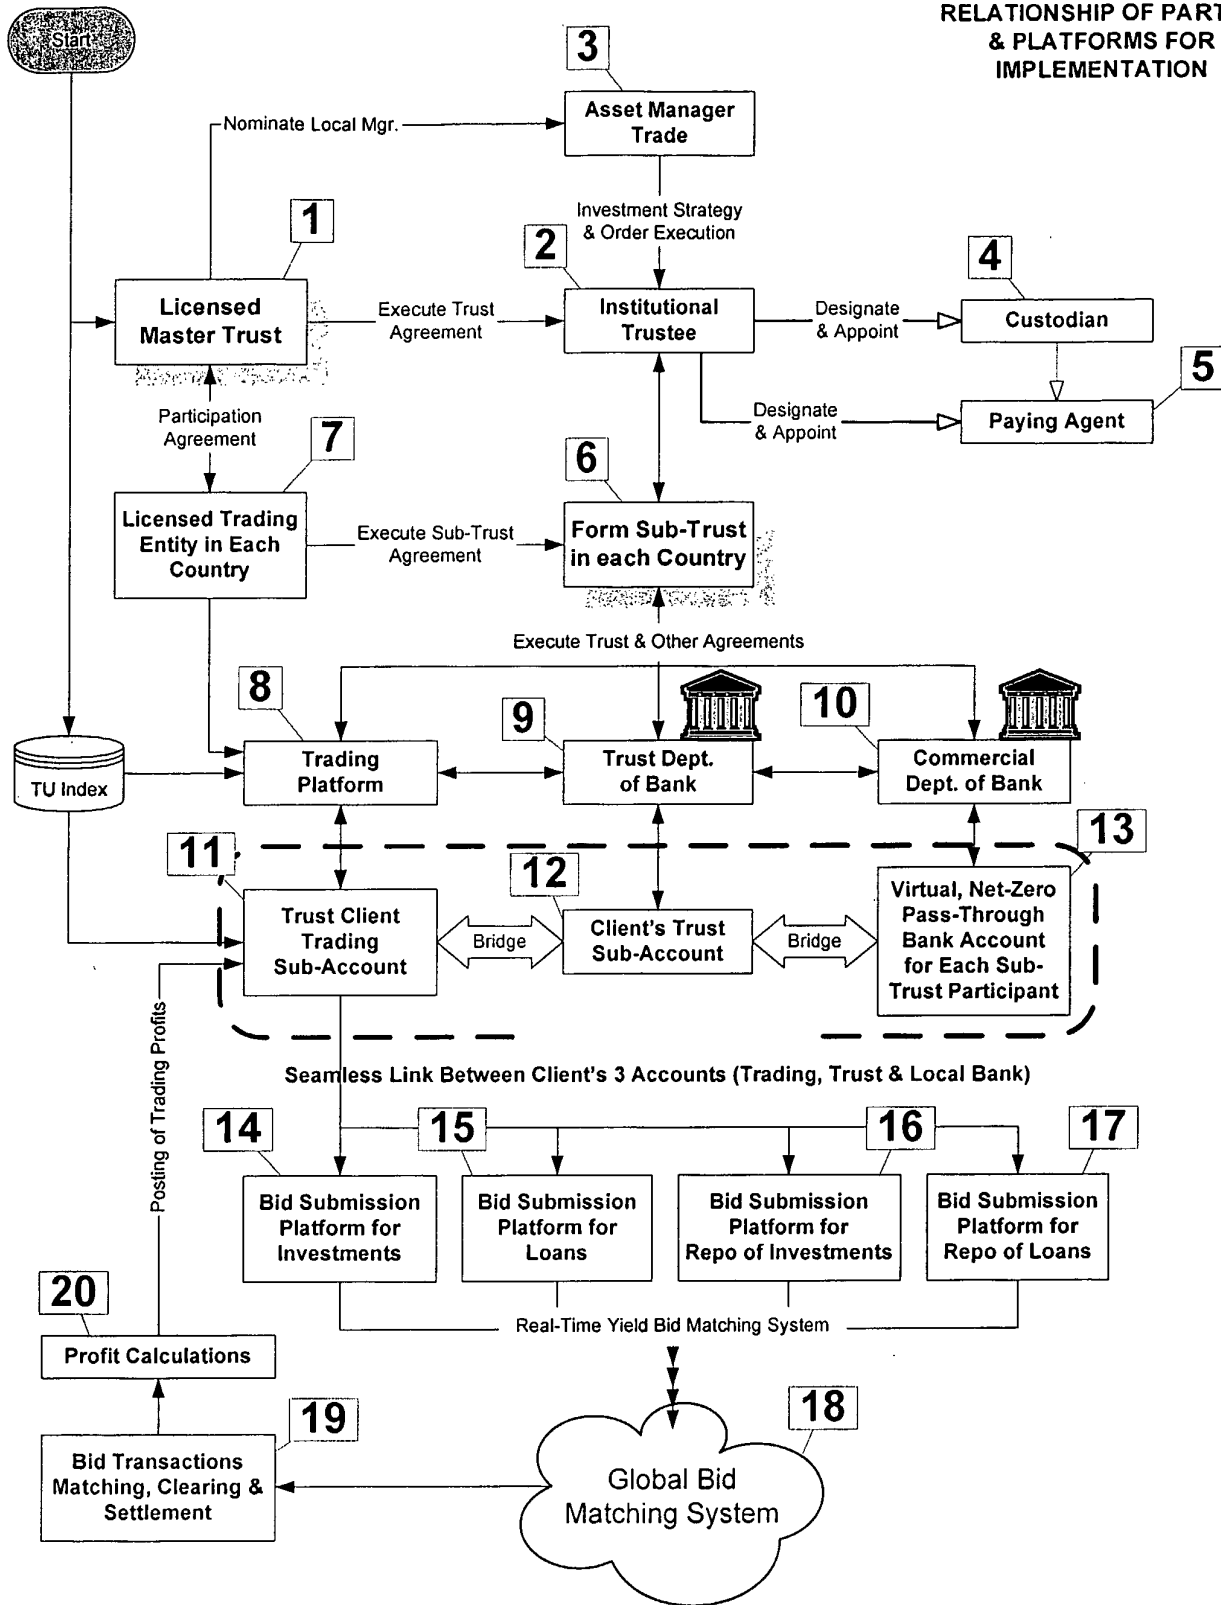 RELATIONSHIP OF PART
& PLATFORMS FOR
IMPLEMENTATION
Start
3
Asset Manager
Trade
Nominate Local Mgr.
Investment Strategy
& Order Execution
1
2
4
Licensed
Master Trust
Execute Trust
Agreement
Institutional
Trustee
Designate
& Appoint
Custodian
5
Participation
Agreement
Designate
& Appoint
Paying Agent
7
6
Licensed Trading
Entity in Each
Country
Execute Sub-Trust
Agreement
Form Sub-Trust
in each Country
Execute Trust & Other Agreements
8
9
10
TU Index
Trading
Platform
Trust Dept.
of Bank
Commercial
Dept. of Bank
11
12
13
Trust Client
Trading
Sub-Account
Bridge
Client's Trust
Sub-Account
Bridge
Virtual, Net-Zero
Pass-Through
Bank Account
for Each Sub-
Trust Participant
Seamless Link Between Client's 3 Accounts (Trading, Trust & Local Bank)
Posting of Trading Profits
14
15
16
17
Bid Submission
Platform for
Investments
Bid Submission
Platform for
Loans
Bid Submission
Platform for
Repo of Investments
Bid Submission
Platform for
Repo of Loans
Real-Time Yield Bid Matching System
20
Profit Calculations
19
Bid Transactions
Matching, Clearing &
Settlement
18
Global Bid
Matching System